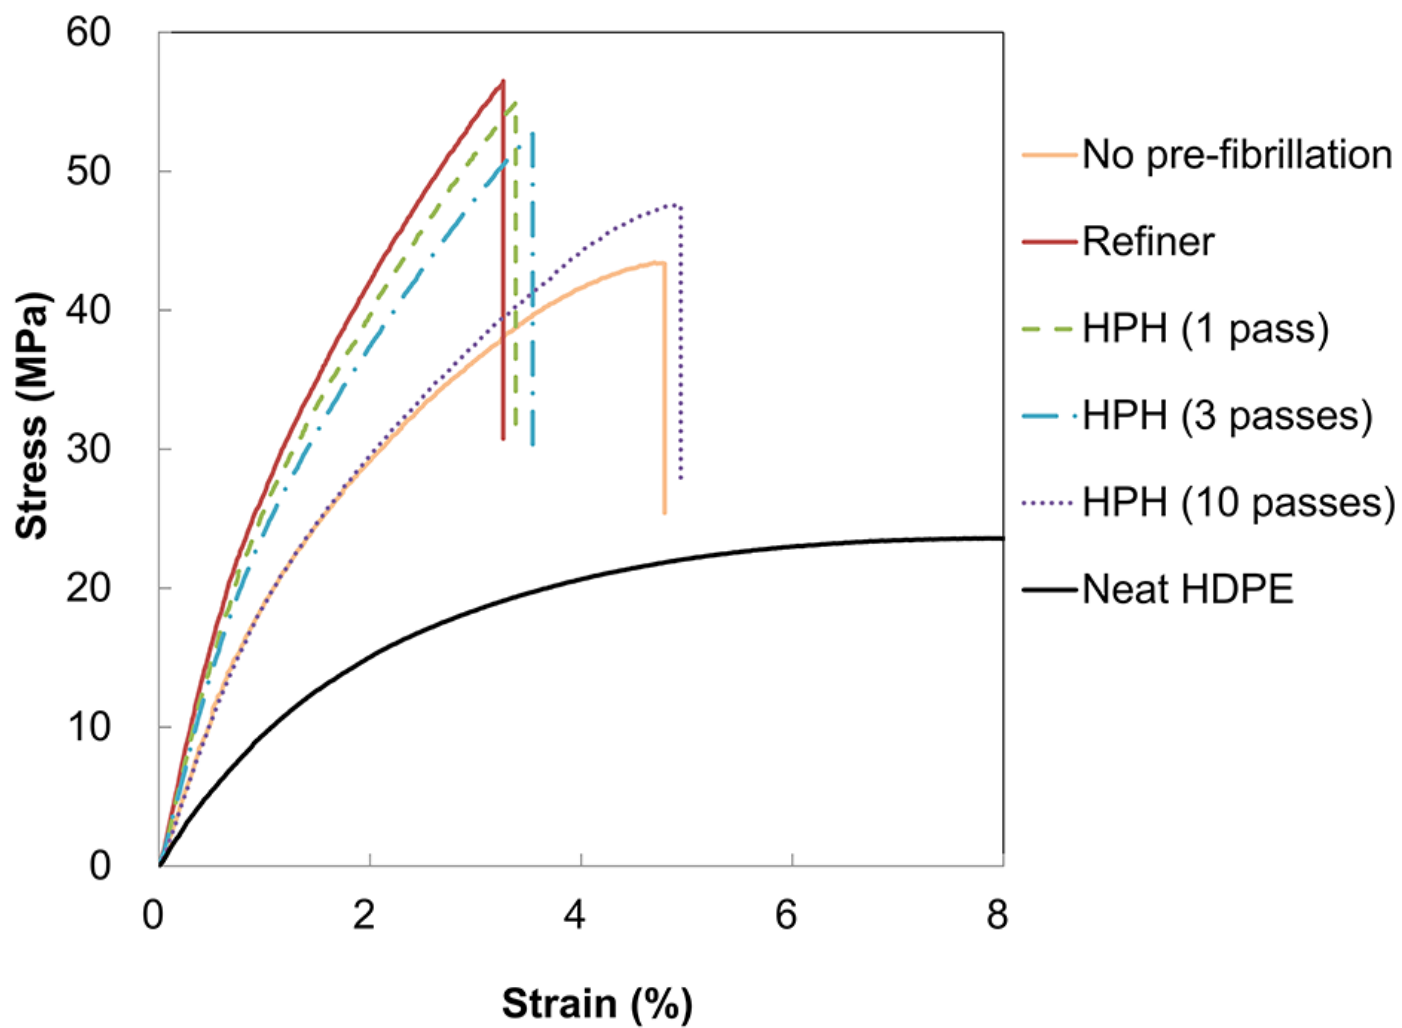 60
50
40
30
20
10
0
Stress (MPa)
0 2 4 6 8
Strain (%)
No pre-fibrillation
Refiner
HPH (1 pass)
HPH (3 passes)
HPH (10 passes)
Neat HDPE